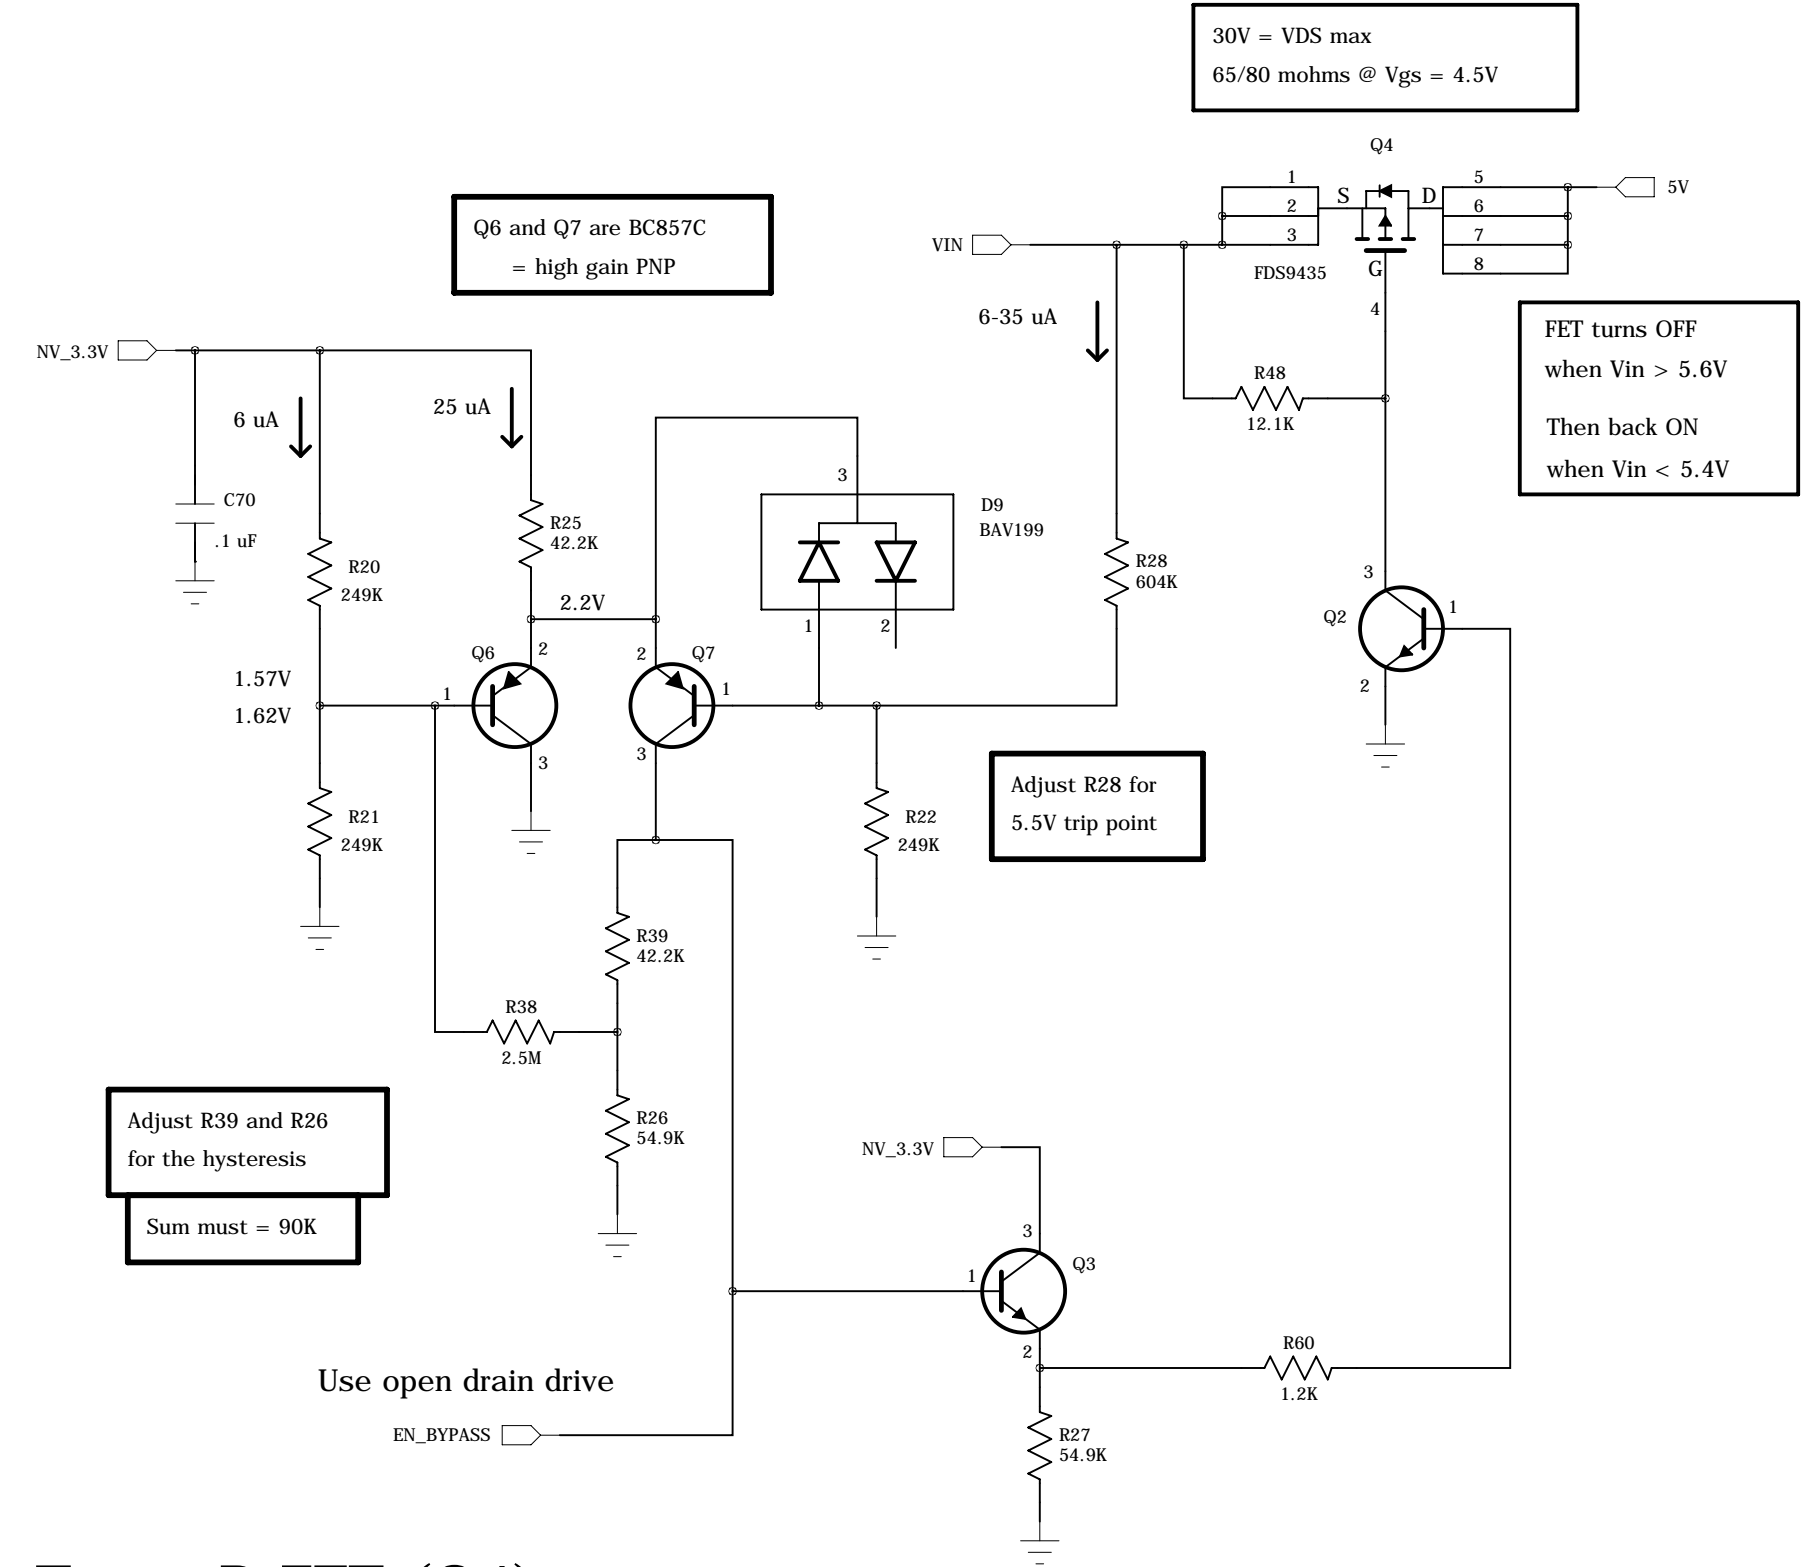 30V = VDS max
65/80 mohms @ Vgs = 4.5V
Q4
1
2
3
S
D
5
6
7
8
5V
VIN
FDS9435
G
4
Q6 and Q7 are BC857C
= high gain PNP
6-35 uA
FET turns OFF
when Vin > 5.6V
Then back ON
when Vin < 5.4V
NV_3.3V
6 uA
25 uA
R48
12.1K
C70
.1 uF
R20
249K
R25
42.2K
3
D9
BAV199
1
2
R28
604K
2.2V
3
Q2
1
2
Q6
2
1
3
2
Q7
1
3
1.57V
1.62V
Adjust R28 for
5.5V trip point
R21
249K
R22
249K
R39
42.2K
R38
2.5M
Adjust R39 and R26
for the hysteresis
Sum must = 90K
R26
54.9K
NV_3.3V
3
Q3
1
2
R60
1.2K
Use open drain drive
EN_BYPASS
R27
54.9K